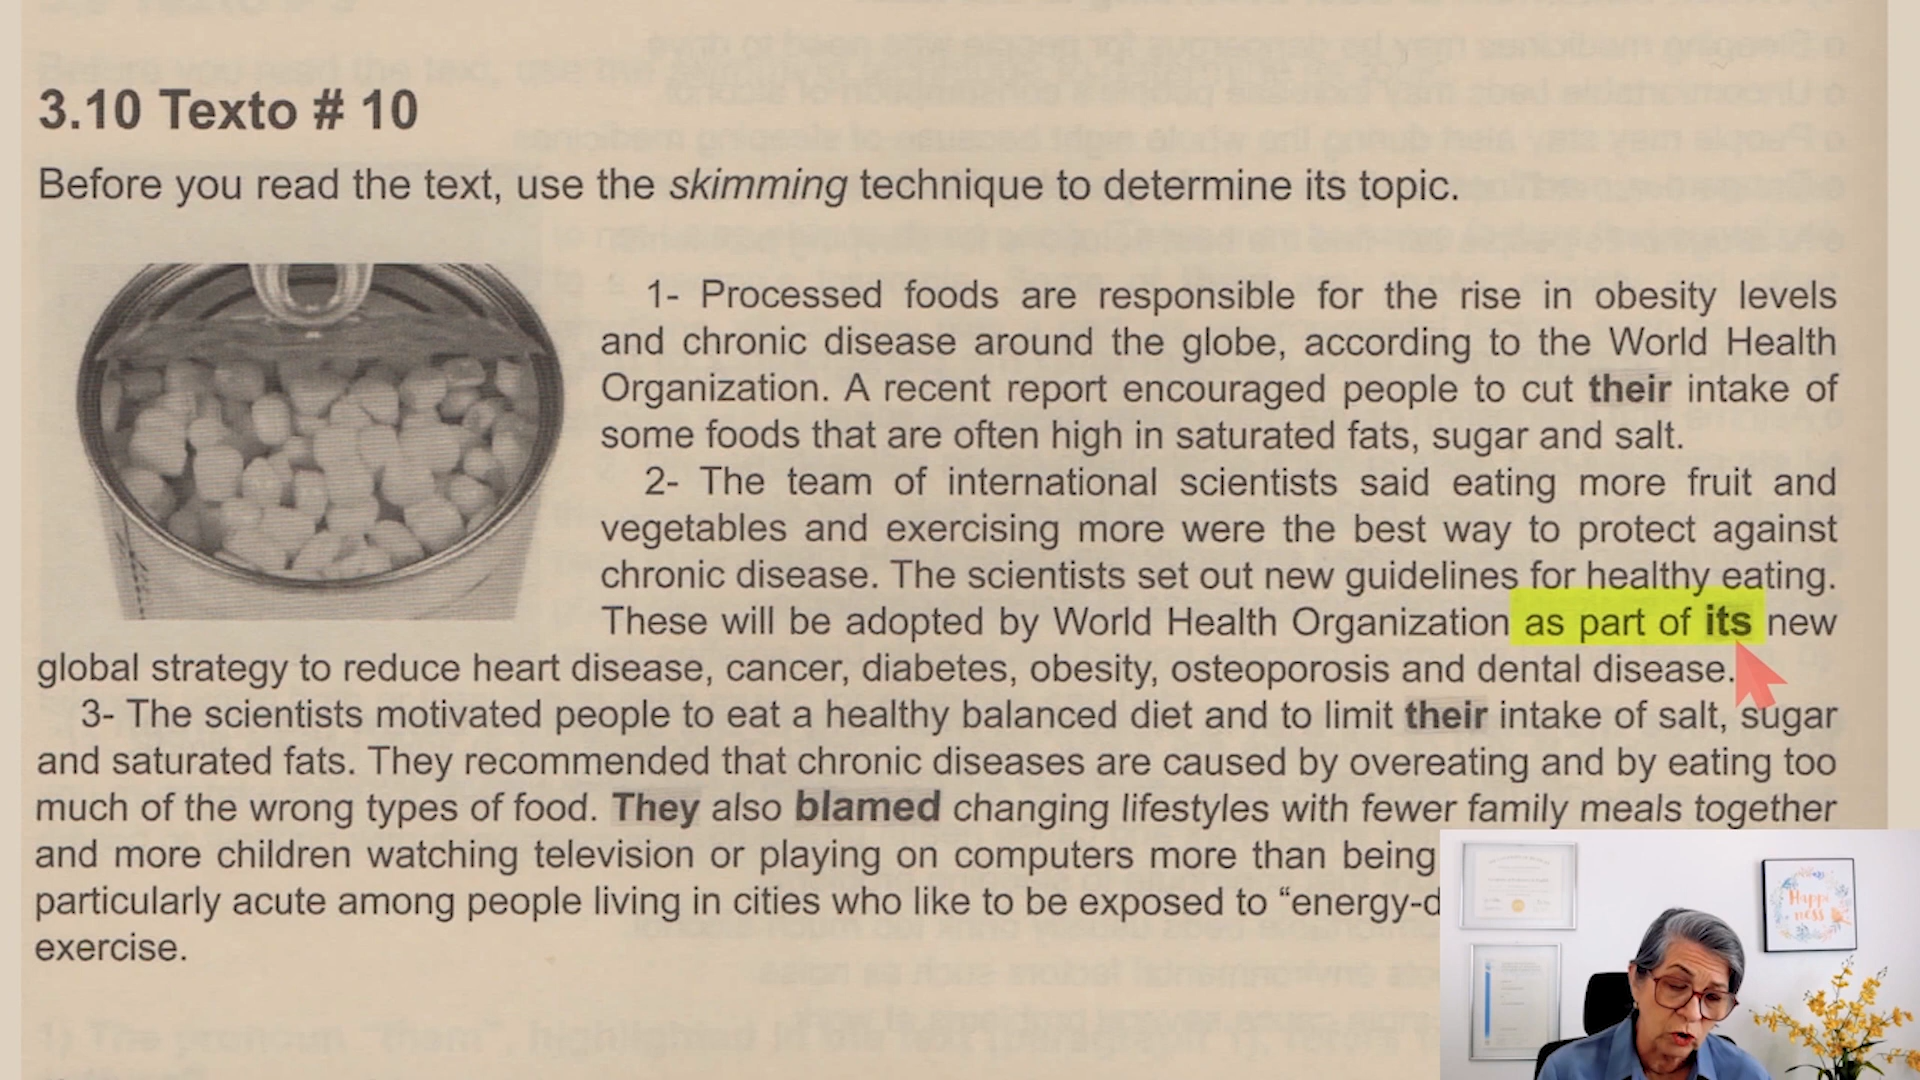 3.10 Texto # 10
Before you read the text, use the skimming technique to determine its topic.
1- Processed foods are responsible for the rise in obesity levels
and chronic disease around the globe, according to the World Health
Organization. A recent report encouraged people to cut their intake of
some foods that are often high in saturated fats, sugar and salt.
2- The team of international scientists said eating more fruit and
vegetables and exercising more were the best way to protect against
chronic disease. The scientists set out new guidelines for healthy eating.
These will be adopted by World Health Organization as part of its new
global strategy to reduce heart disease, cancer, diabetes, obesity, osteoporosis and dental disease.
3- The scientists motivated people to eat a healthy balanced diet and to limit their intake of salt, sugar
and saturated fats. They recommended that chronic diseases are caused by overeating and by eating too
much of the wrong types of food. They also blamed changing lifestyles with fewer family meals together
and more children watching television or playing on computers more than being
particularly acute among people living in cities who like to be exposed to “energy-d
exercise.
Happi
ness